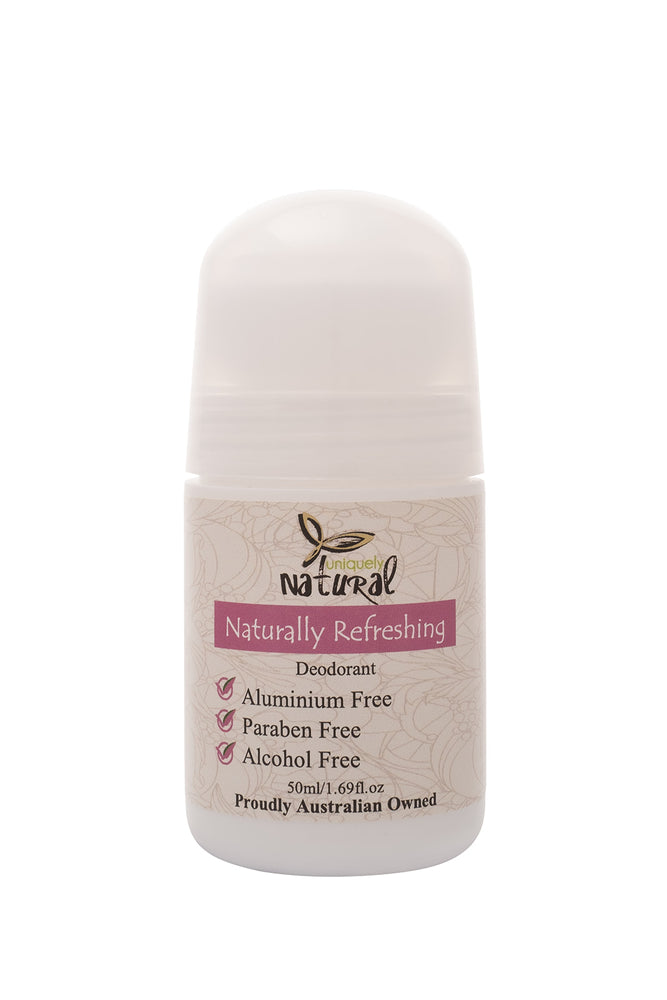 uniquely
Natural
Naturally Refreshing
Deodorant
Aluminium Free
Paraben Free
Alcohol Free
50ml/1.69fl.oz
Proudly Australian Owned